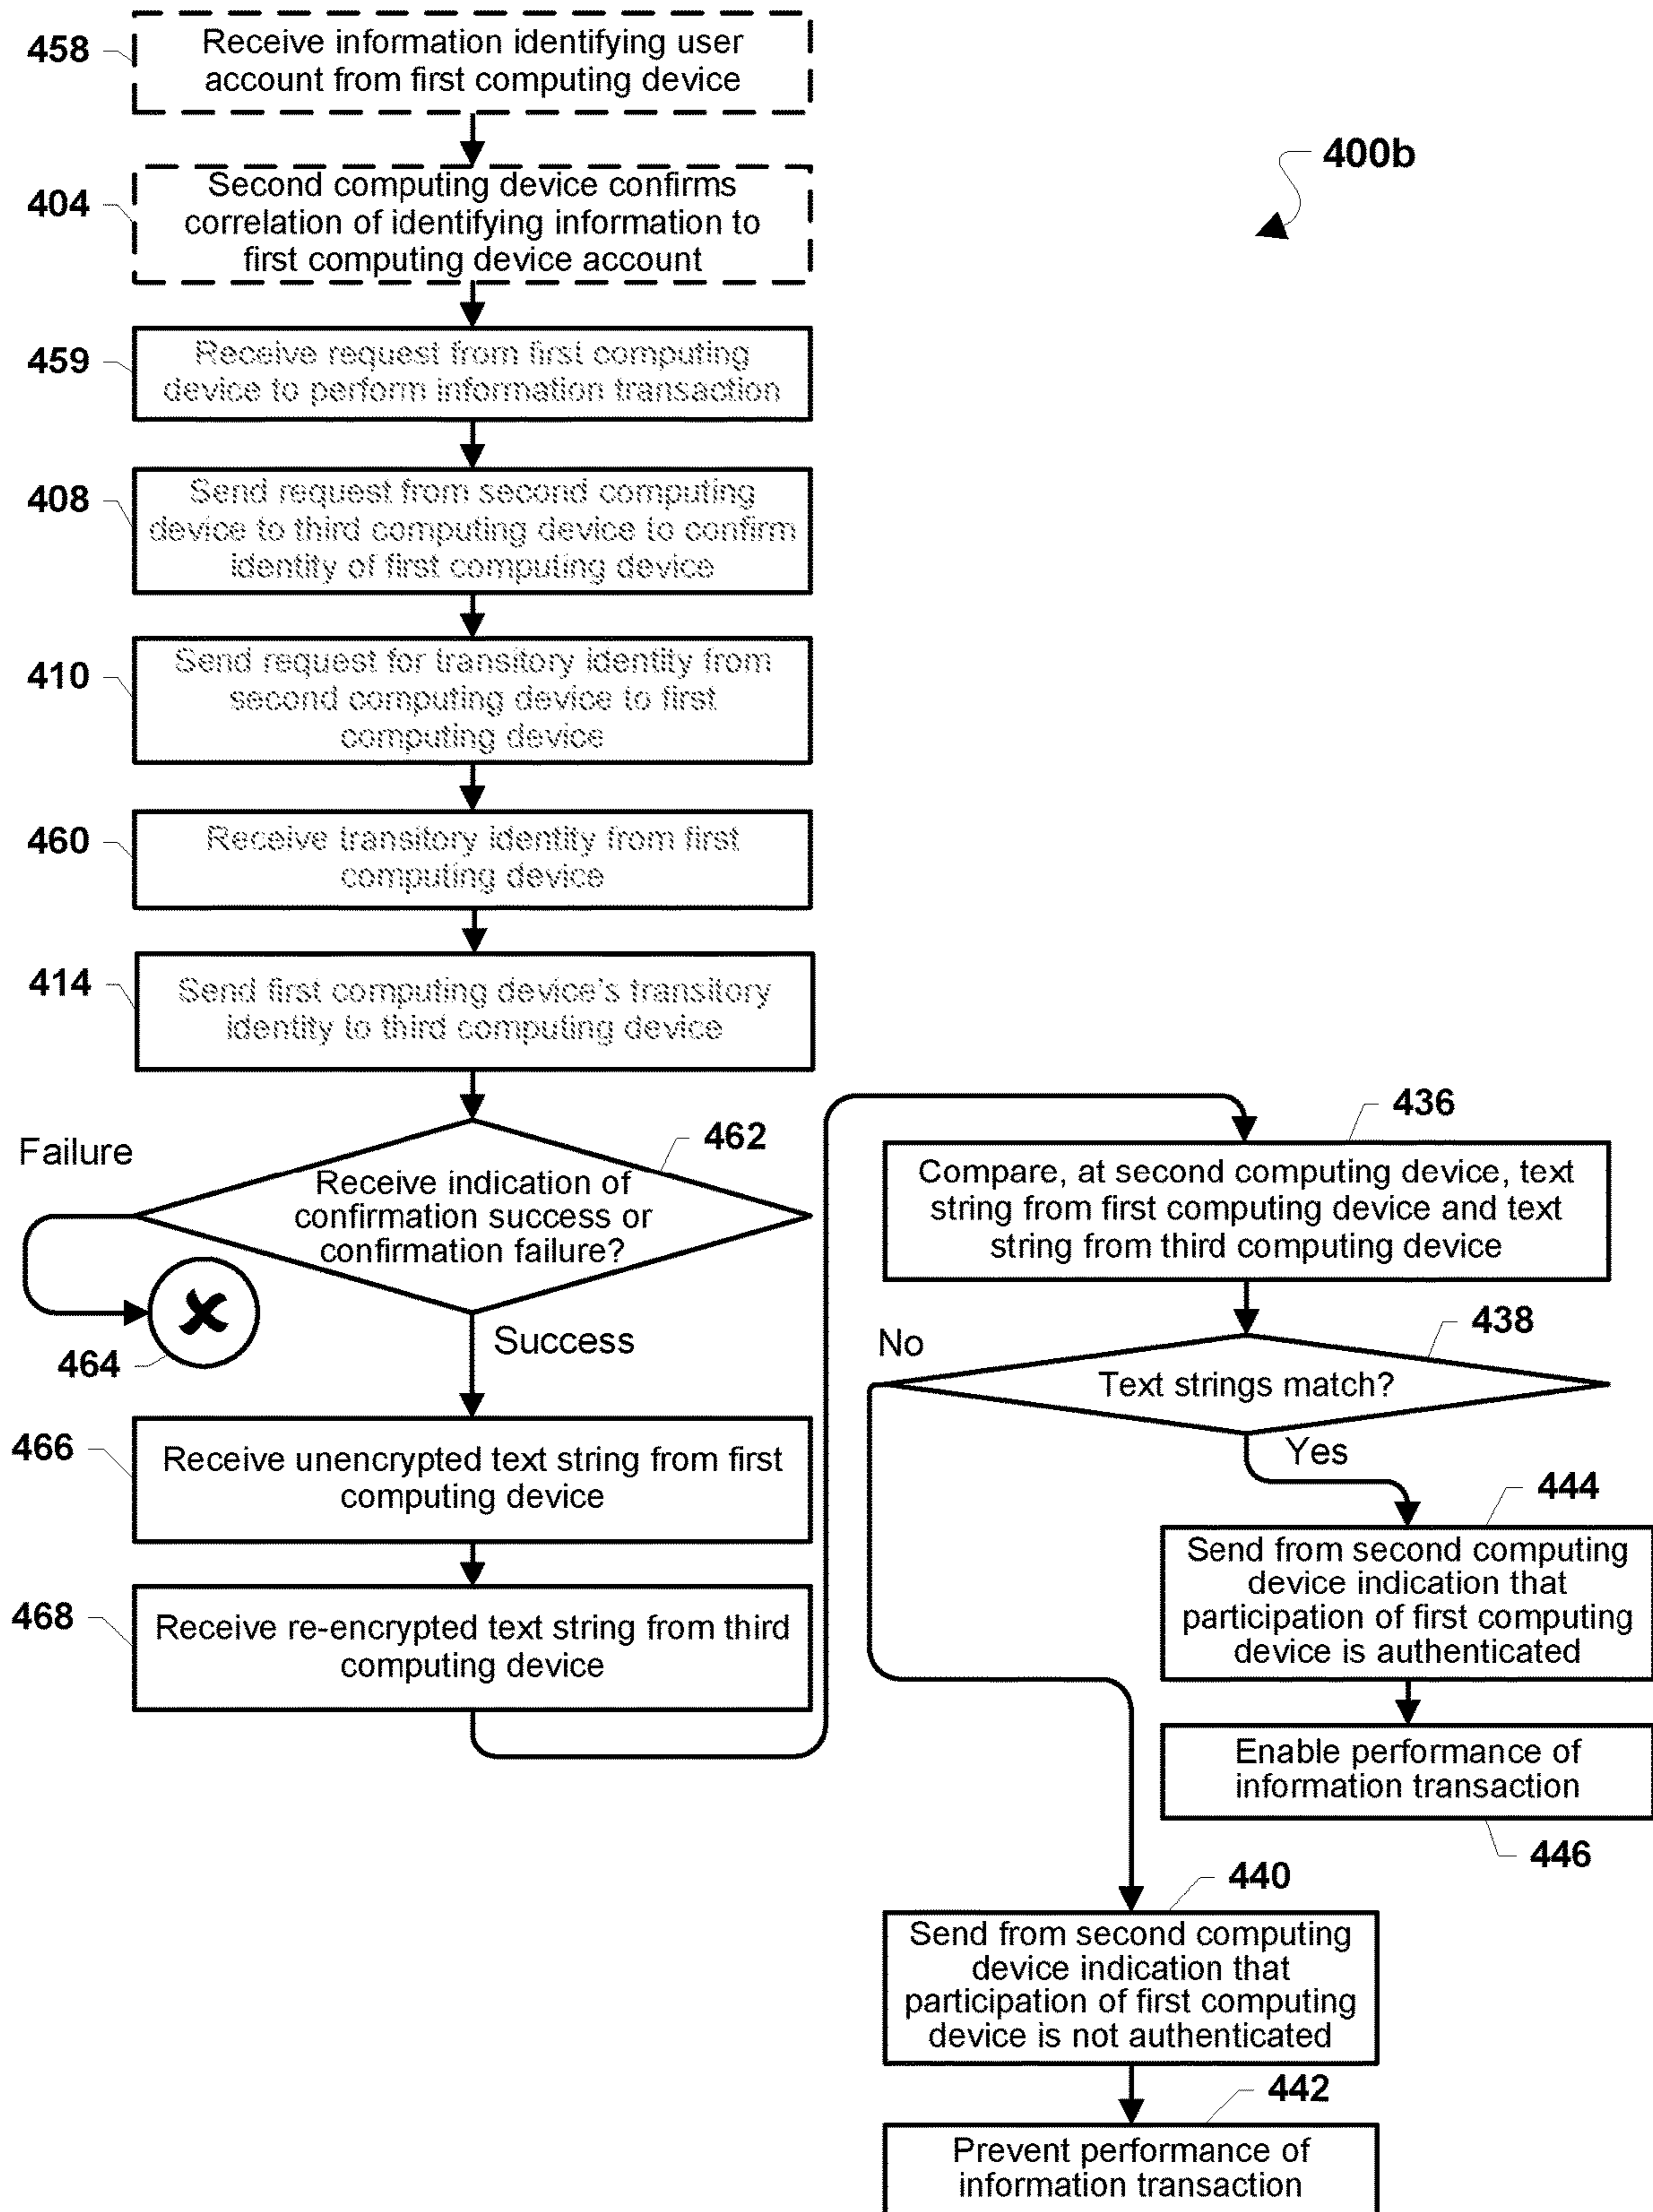 458
Receive information identifying user
account from first computing device
400b
404
Second computing device confirms
correlation of identifying information to
first computing device account
459
Receive request from first computing
device to perform information transaction
408
Send request from second computing
device to third computing device to confirm
identity of first computing device
410
Send request for transitory identity from
second computing device to first
computing device
460
Receive transitory identity from first
computing device
414
Send first computing device's transitory
identity to third computing device
462
Failure
Receive indication of
confirmation success or
confirmation failure?
464
Success
466
Receive unencrypted text string from first
computing device
468
Receive re-encrypted text string from third
computing device
436
Compare, at second computing device, text
string from first computing device and text
string from third computing device
438
No
Text strings match?
Yes
444
Send from second computing
device indication that
participation of first computing
device is authenticated
Enable performance of
information transaction
446
440
Send from second computing
device indication that
participation of first computing
device is not authenticated
442
Prevent performance of
information transaction